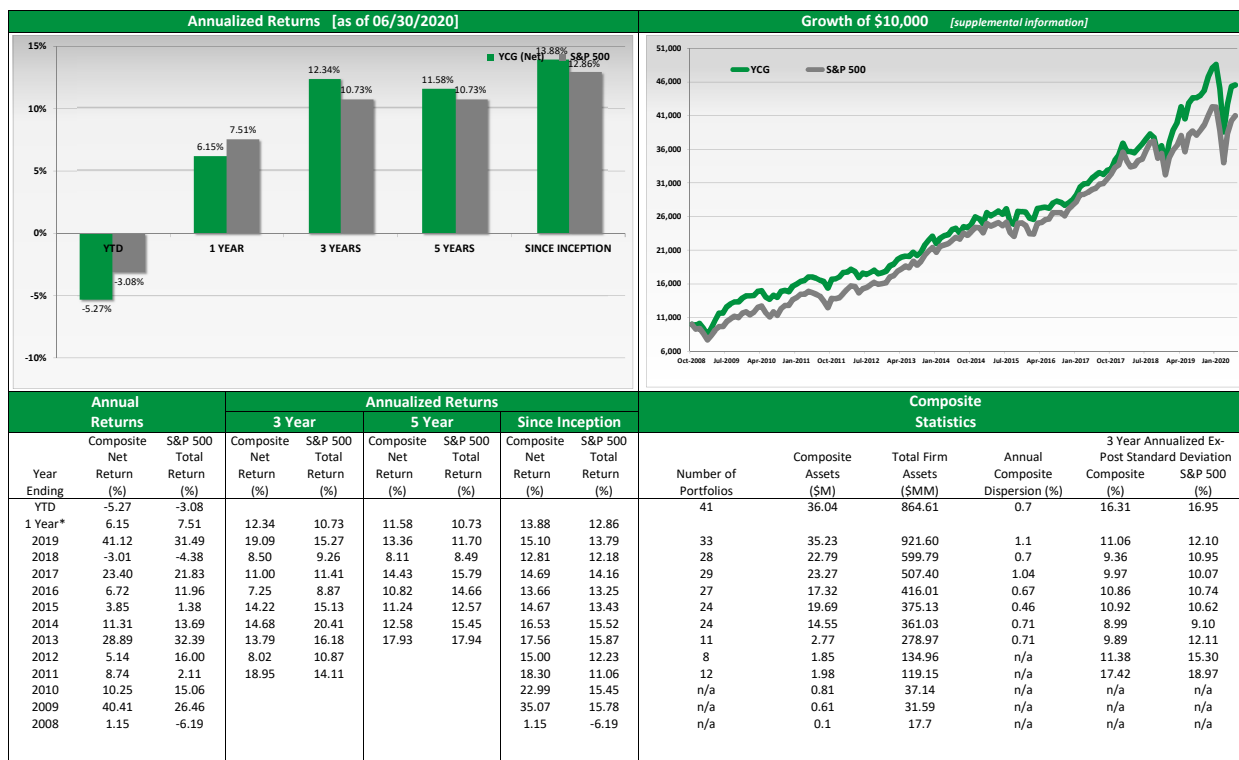 Annualized Returns [as of 06/30/2020]
15%
10%
5%
0%
-5%
-10%
YCG (Net) S&P 500
-5.27%
-3.08%
6.15%
7.51%
12.34%
10.73%
11.58%
10.73%
13.88%
12.86%
YTD 1 YEAR 3 YEARS 5 YEARS SINCE INCEPTION
Growth of $10,000 [supplemental information]
YCG S&P 500
51,000
46,000
41,000
36,000
31,000
26,000
21,000
16,000
11,000
6,000
Oct-2008 Jul-2009 Apr-2010 Jan-2011 Oct-2011 Jul-2012 Apr-2013 Jan-2014 Oct-2014 Jul-2015 Apr-2016 Jan-2017 Oct-2017 Jul-2018 Apr-2019 Jan-2020
Annual Annualized Returns Composite
Returns 3 Year 5 Year Since Inception Statistics
Composite S&P 500 Composite S&P 500 Composite S&P 500 Composite S&P 500 3 Year Annualized Ex-
Net Total Net Total Net Total Net Total Composite Total Firm Annual Post Standard Deviation
Year Return Return Return Return Return Return Return Return Number of Assets Assets Composite Composite S&P 500
Ending (%) (%) (%) (%) (%) (%) (%) (%) Portfolios ($M) ($MM) Dispersion (%) (%) (%)
YTD -5.27 -3.08 41 36.04 864.61 0.7 16.31 16.95
1 Year* 6.15 7.51 12.34 10.73 11.58 10.73 13.88 12.86
2019 41.12 31.49 19.09 15.27 13.36 11.70 15.10 13.79 33 35.23 921.60 1.1 11.06 12.10
2018 -3.01 -4.38 8.50 9.26 8.11 8.49 12.81 12.18 28 22.79 599.79 0.7 9.36 10.95
2017 23.40 21.83 11.00 11.41 14.43 15.79 14.69 14.16 29 23.27 507.40 1.04 9.97 10.07
2016 6.72 11.96 7.25 8.87 10.82 14.66 13.66 13.25 27 17.32 416.01 0.67 10.86 10.74
2015 3.85 1.38 14.22 15.13 11.24 12.57 14.67 13.43 24 19.69 375.13 0.46 10.92 10.62
2014 11.31 13.69 14.68 20.41 12.58 15.45 16.53 15.52 24 14.55 361.03 0.71 8.99 9.10
2013 28.89 32.39 13.79 16.18 17.93 17.94 17.56 15.87 11 2.77 278.97 0.71 9.89 12.11
2012 5.14 16.00 8.02 10.87 15.00 12.23 8 1.85 134.96 n/a 11.38 15.30
2011 8.74 2.11 18.95 14.11 18.30 11.06 12 1.98 119.15 n/a 17.42 18.97
2010 10.25 15.06 22.99 15.45 n/a 0.81 37.14 n/a n/a n/a
2009 40.41 26.46 35.07 15.78 n/a 0.61 31.59 n/a n/a n/a
2008 1.15 -6.19 1.15 -6.19 n/a 0.1 17.7 n/a n/a n/a